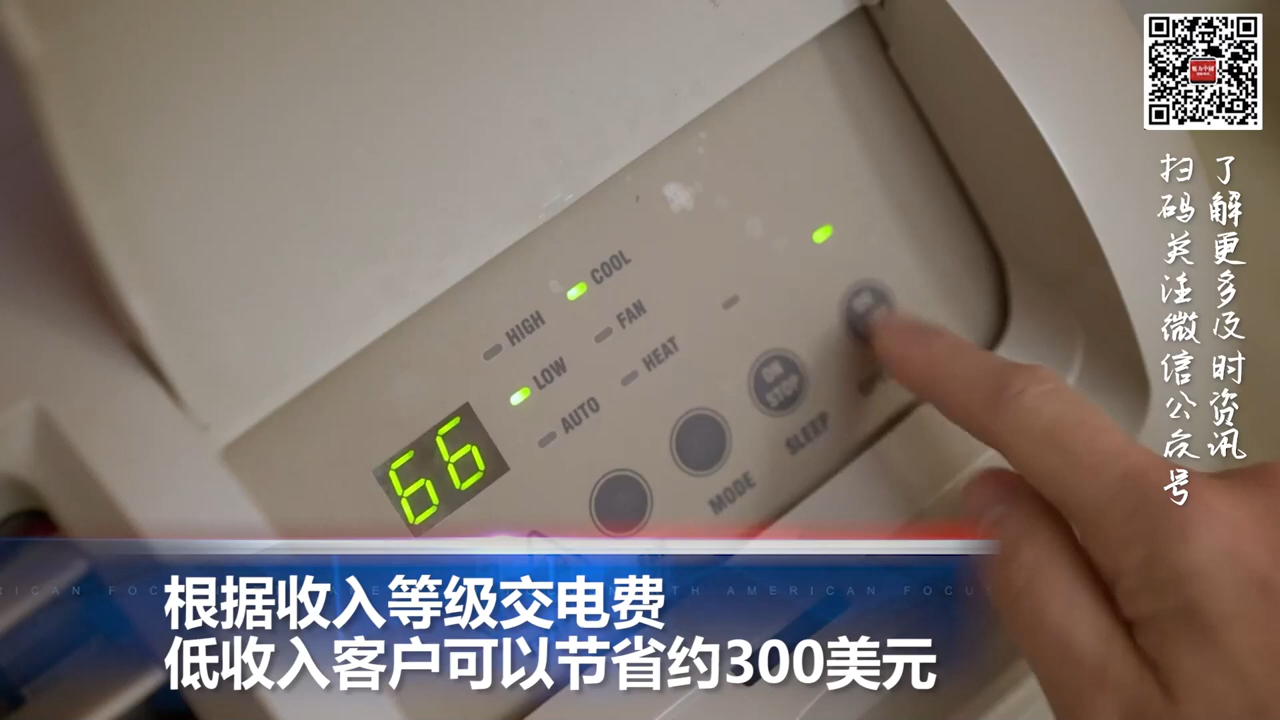 了解更多及时资讯
扫码关注微信公众号
COOL
HIGH
FAN
LOW
HEAT
AUTO
66
ON
STOP
SLEEP
MODE
AMERICAN FOCUS
根据收入等级交电费
低收入客户可以节省约300美元